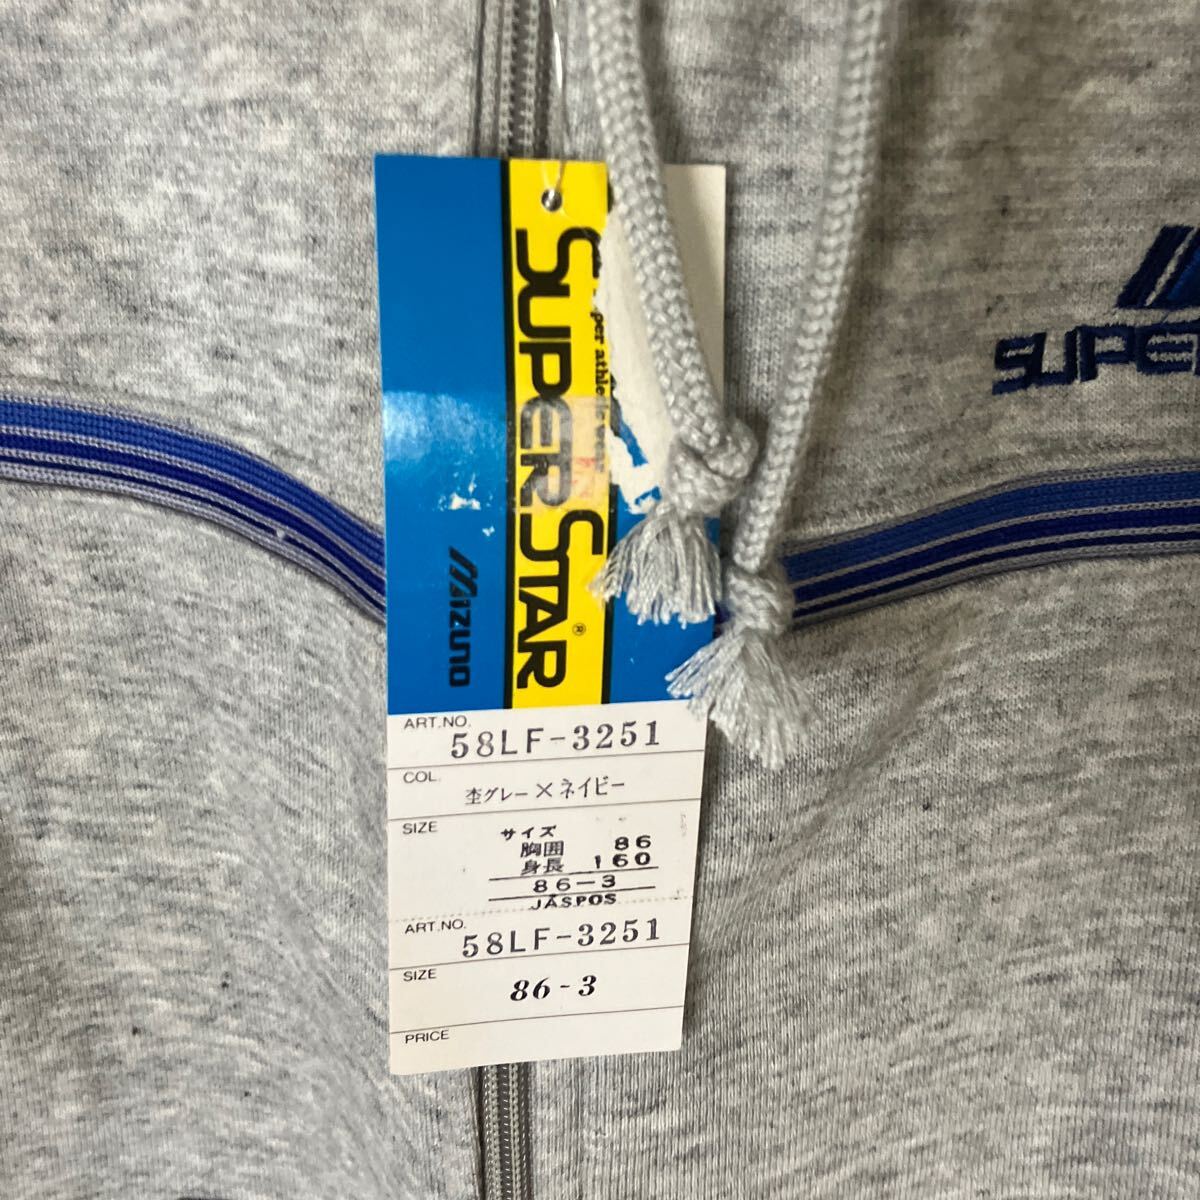 SUPER STAR®
MIZUNO
SUPER
ART.NO.
58LF-3251
COL.
杢グレー×ネイビー
SIZE
サイズ
胸囲 86
身長 160
86-3
JASPOS
ART.NO.
58LF-3251
SIZE
86-3
PRICE